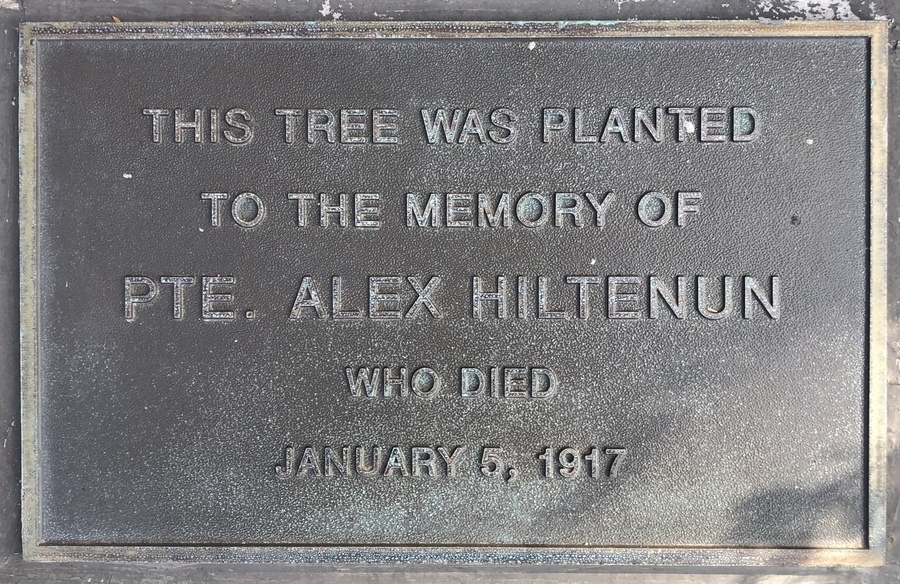 THIS TREE WAS PLANTED
TO THE MEMORY OF
PTE. ALEX HILTENUN
WHO DIED
JANUARY 5, 1917